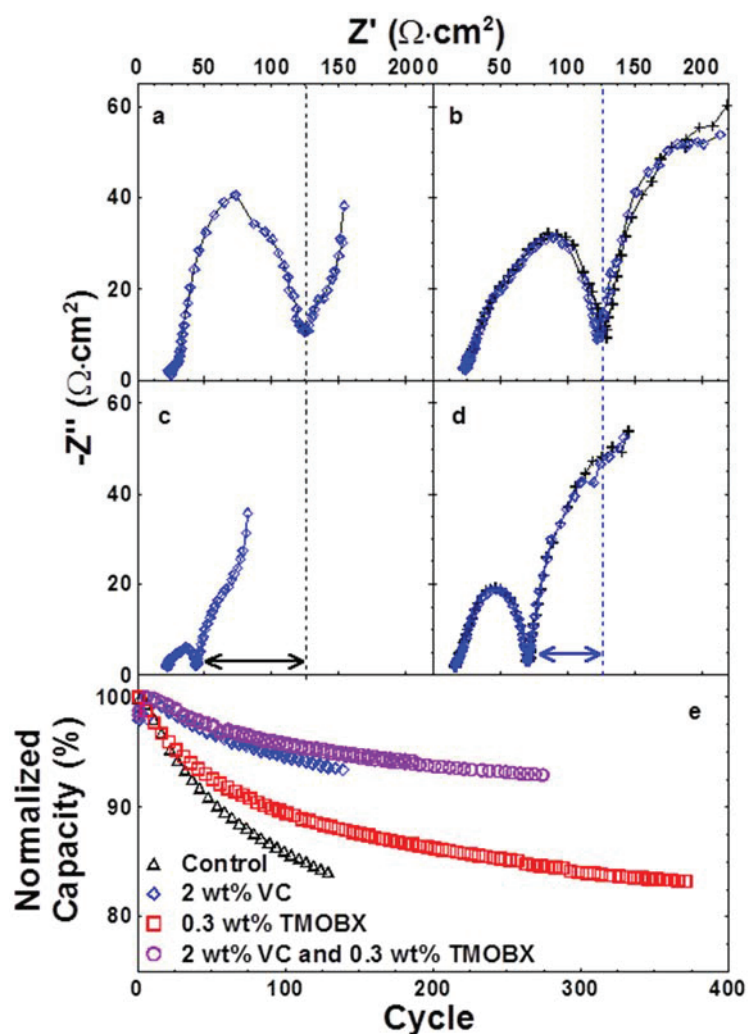 Z' (Ω·cm²)
0 50 100 150 200 0 50 100 150 200
60
a
b
40
20
0
-Z" (Ω·cm²)
60
c
d
40
20
0
100
e
Normalized
Capacity (%)
90
80
Control
2 wt% VC
0.3 wt% TMOBX
2 wt% VC and 0.3 wt% TMOBX
0 100 200 300 400
Cycle